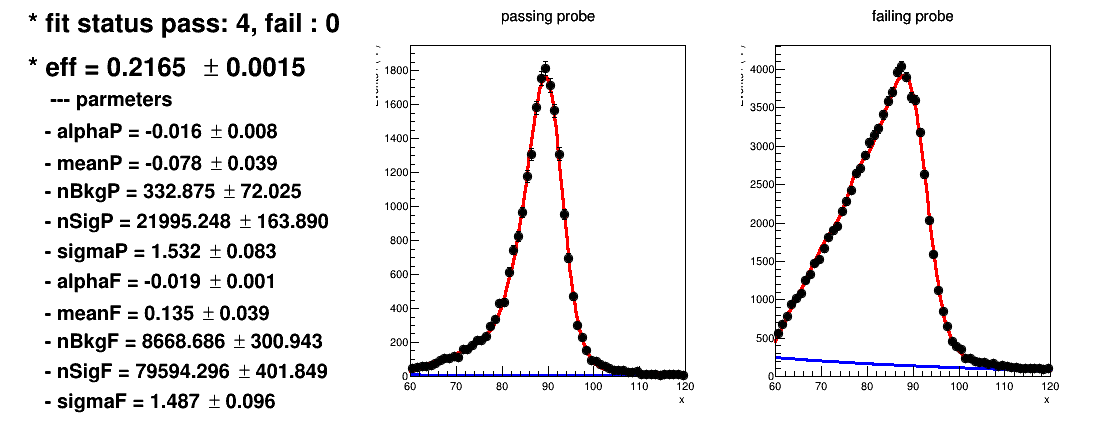 * fit status pass: 4, fail : 0
* eff = 0.2165 ± 0.0015
--- parmeters
- alphaP = -0.016 ± 0.008
- meanP = -0.078 ± 0.039
- nBkgP = 332.875 ± 72.025
- nSigP = 21995.248 ± 163.890
- sigmaP = 1.532 ± 0.083
- alphaF = -0.019 ± 0.001
- meanF = 0.135 ± 0.039
- nBkgF = 8668.686 ± 300.943
- nSigF = 79594.296 ± 401.849
- sigmaF = 1.487 ± 0.096
passing probe
1800
1600
1400
1200
1000
800
600
400
200
0
60 70 80 90 100 110 120
x
failing probe
4000
3500
3000
2500
2000
1500
1000
500
0
60 70 80 90 100 110 120
x